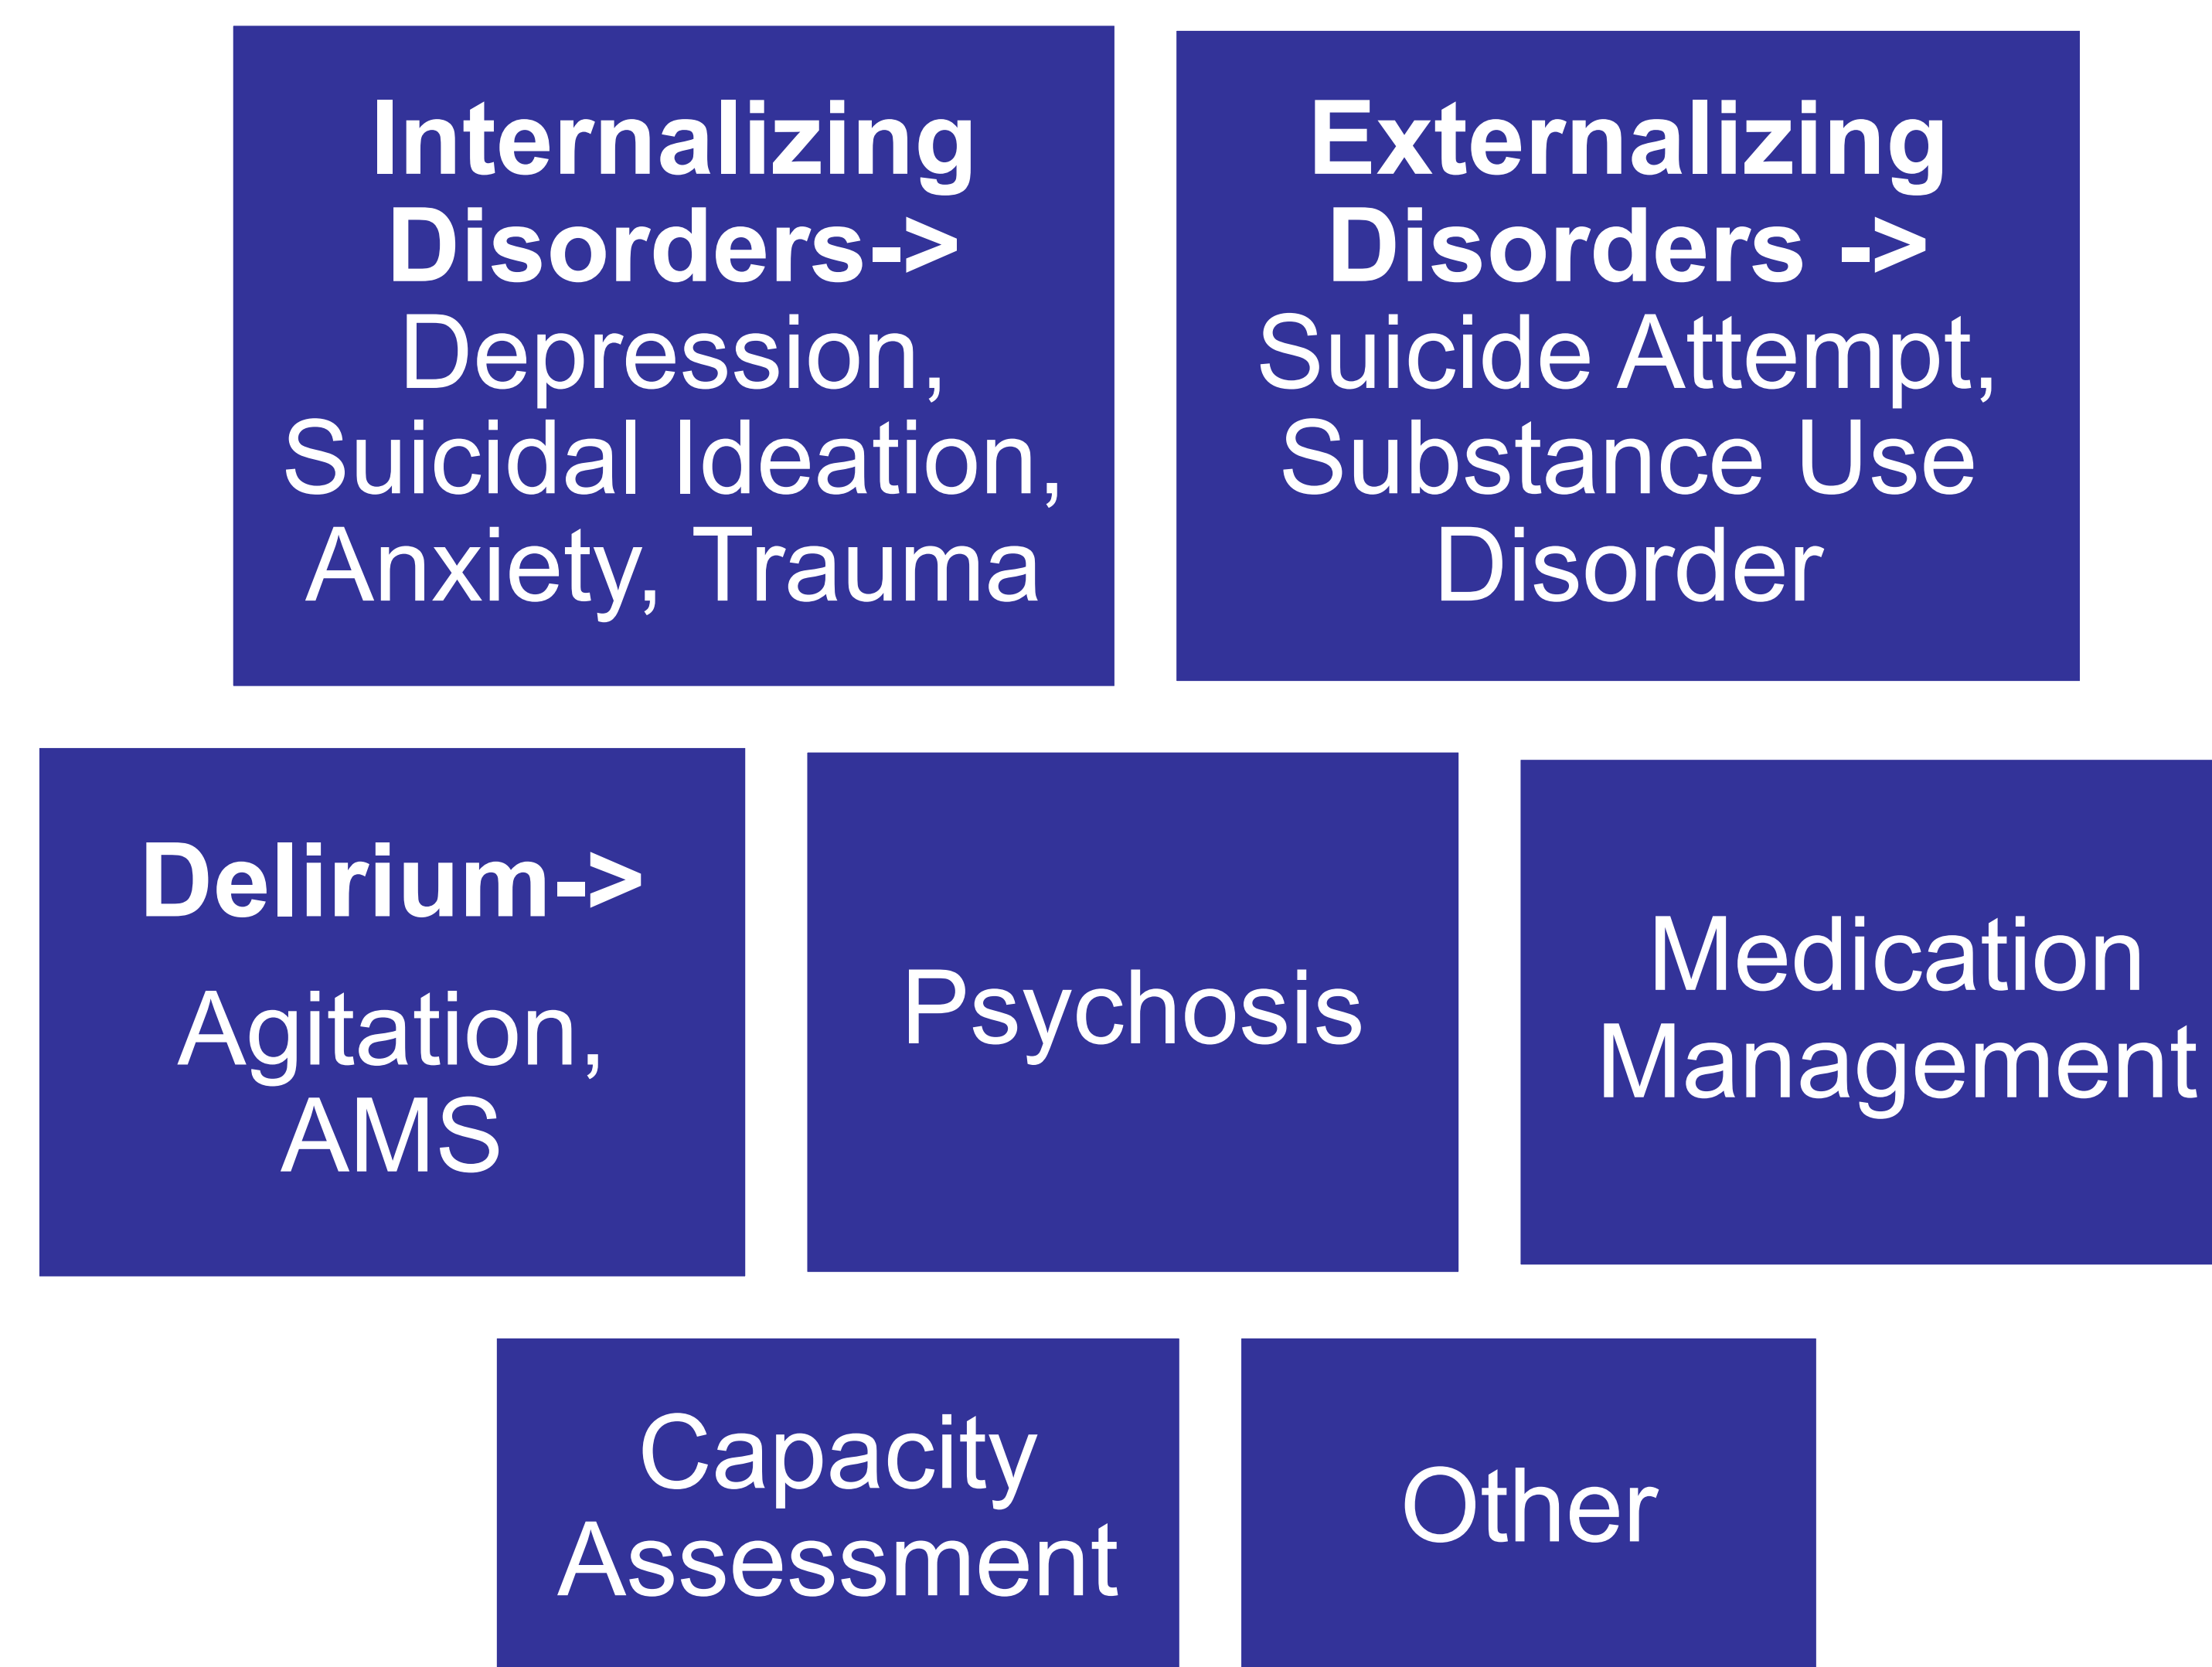 Internalizing
Disorders->
Depression,
Suicidal Ideation,
Anxiety, Trauma
Externalizing
Disorders ->
Suicide Attempt,
Substance Use
Disorder
Delirium->
Agitation,
AMS
Psychosis
Medication
Management
Capacity
Assessment
Other